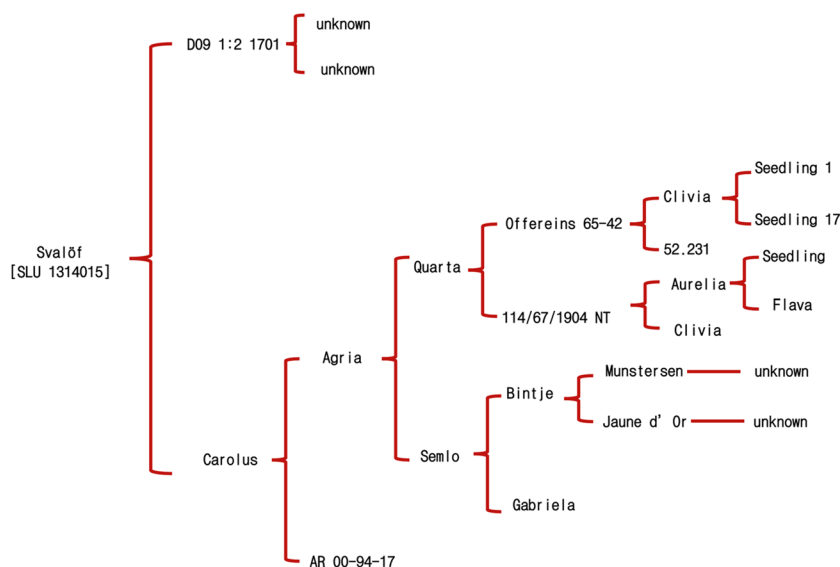 unknown
D09 1:2 1701
unknown
Seedling 1
Clivia
Seedling 17
Offereins 65-42
52.231
Svalöf
[SLU 1314015]
Quarta
Seedling
Aurelia
Flava
114/67/1904 NT
Clivia
Agria
Munstersen
unknown
Bintje
Jaune d' Or
unknown
Carolus
Semlo
Gabriela
AR 00-94-17